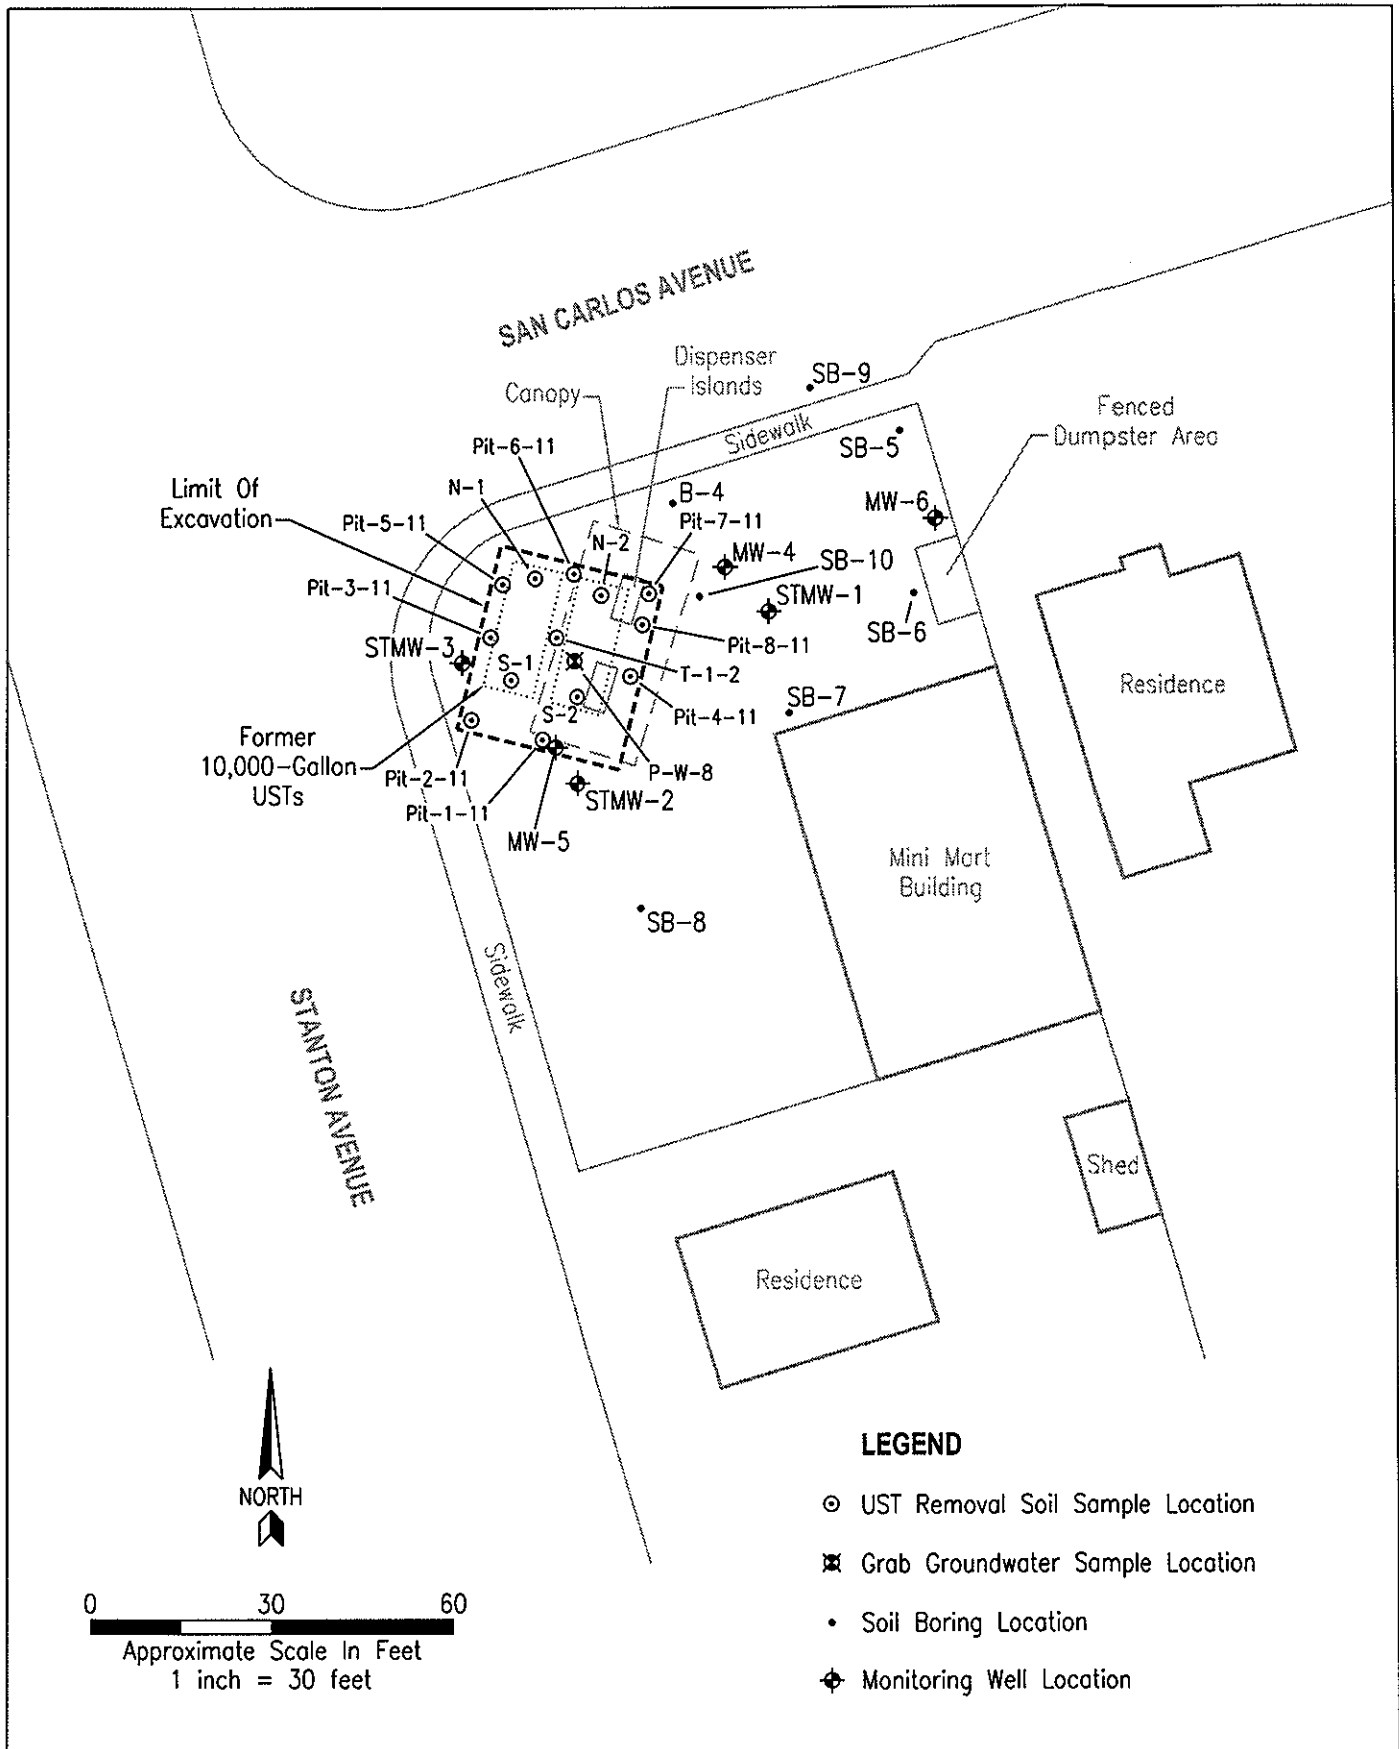 SAN CARLOS AVENUE
Dispenser
Islands
Canopy
SB-9
Sidewalk
Fenced
Dumpster Area
SB-5
Pit-6-11
Limit Of
Excavation
N-1
B-4
MW-6
Pit-5-11
Pit-7-11
N-2
MW-4
SB-10
Pit-3-11
STMW-1
SB-6
STMW-3
Pit-8-11
S-1
T-1-2
Residence
SB-7
S-2
Pit-4-11
Former
10,000-Gallon
USTs
Pit-2-11
P-W-8
Pit-1-11
STMW-2
MW-5
Mini Mart
Building
SB-8
Sidewalk
STANTON AVENUE
Shed
Residence
NORTH
0 30 60
Approximate Scale In Feet
1 inch = 30 feet
LEGEND
UST Removal Soil Sample Location
Grab Groundwater Sample Location
Soil Boring Location
Monitoring Well Location